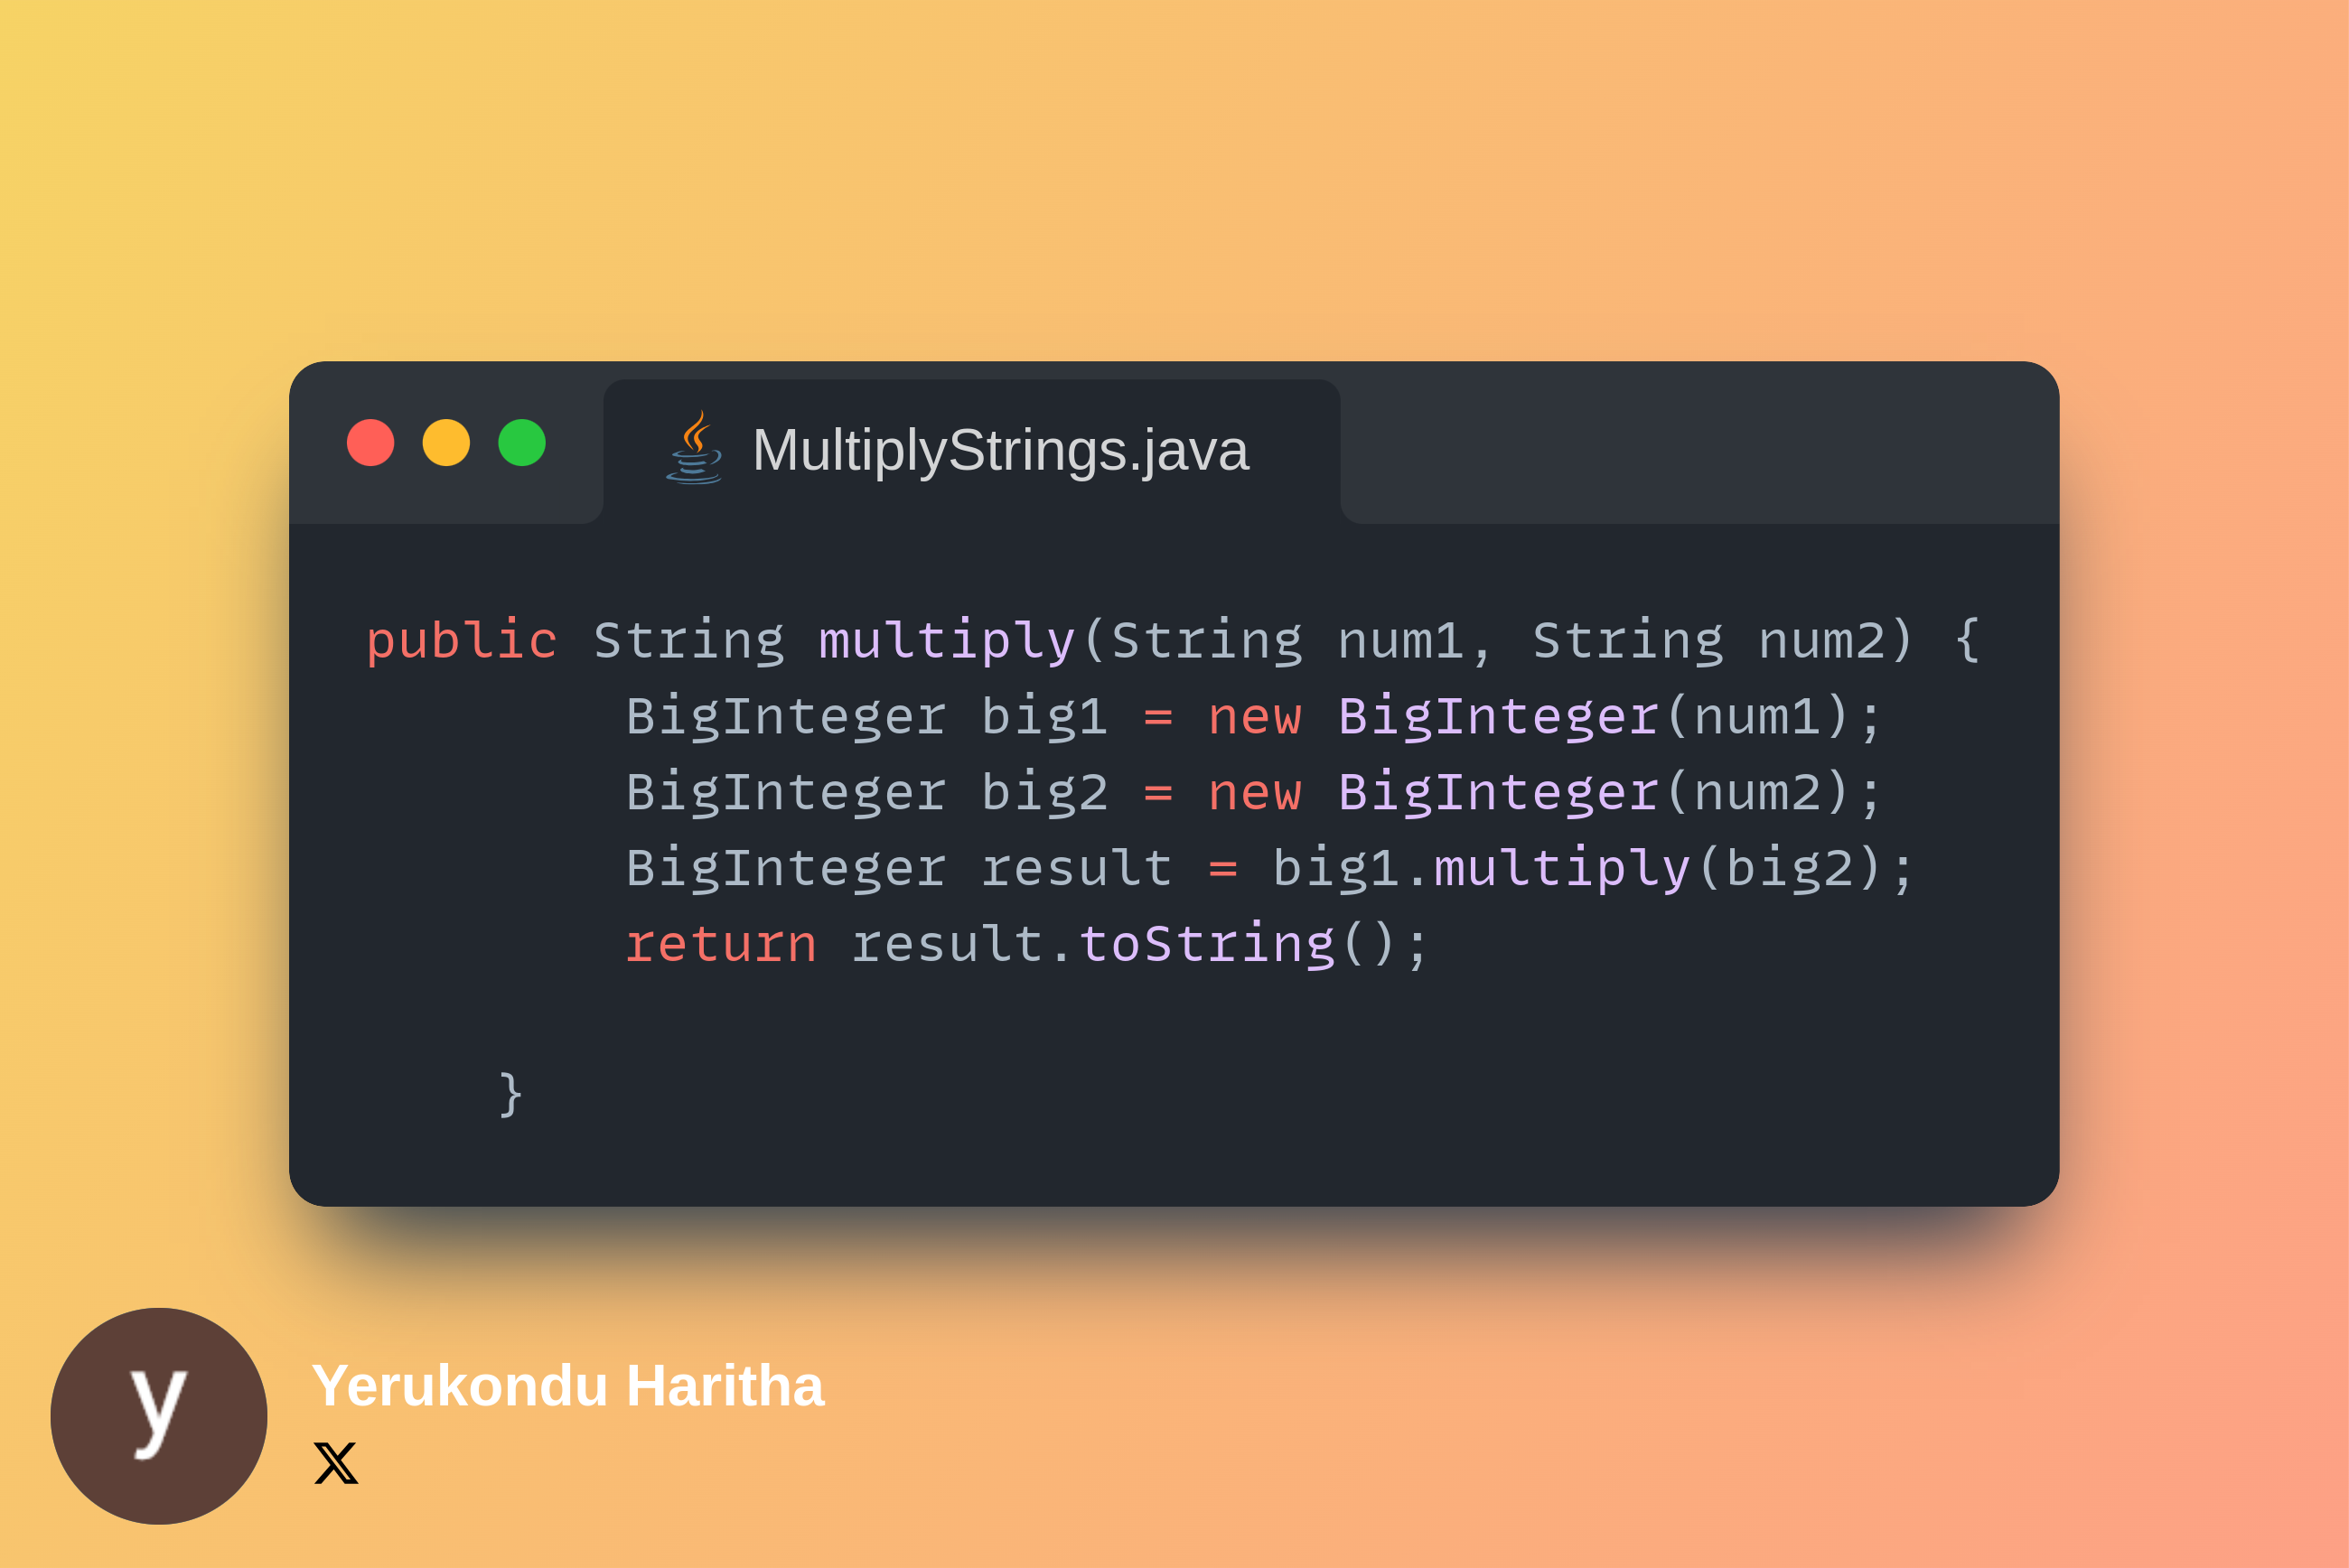 MultiplyStrings.java
public String multiply(String num1, String num2) {
        BigInteger big1 = new BigInteger(num1);
        BigInteger big2 = new BigInteger(num2);
        BigInteger result = big1.multiply(big2);
        return result.toString();
    }
y
Yerukondu Haritha
𝕏